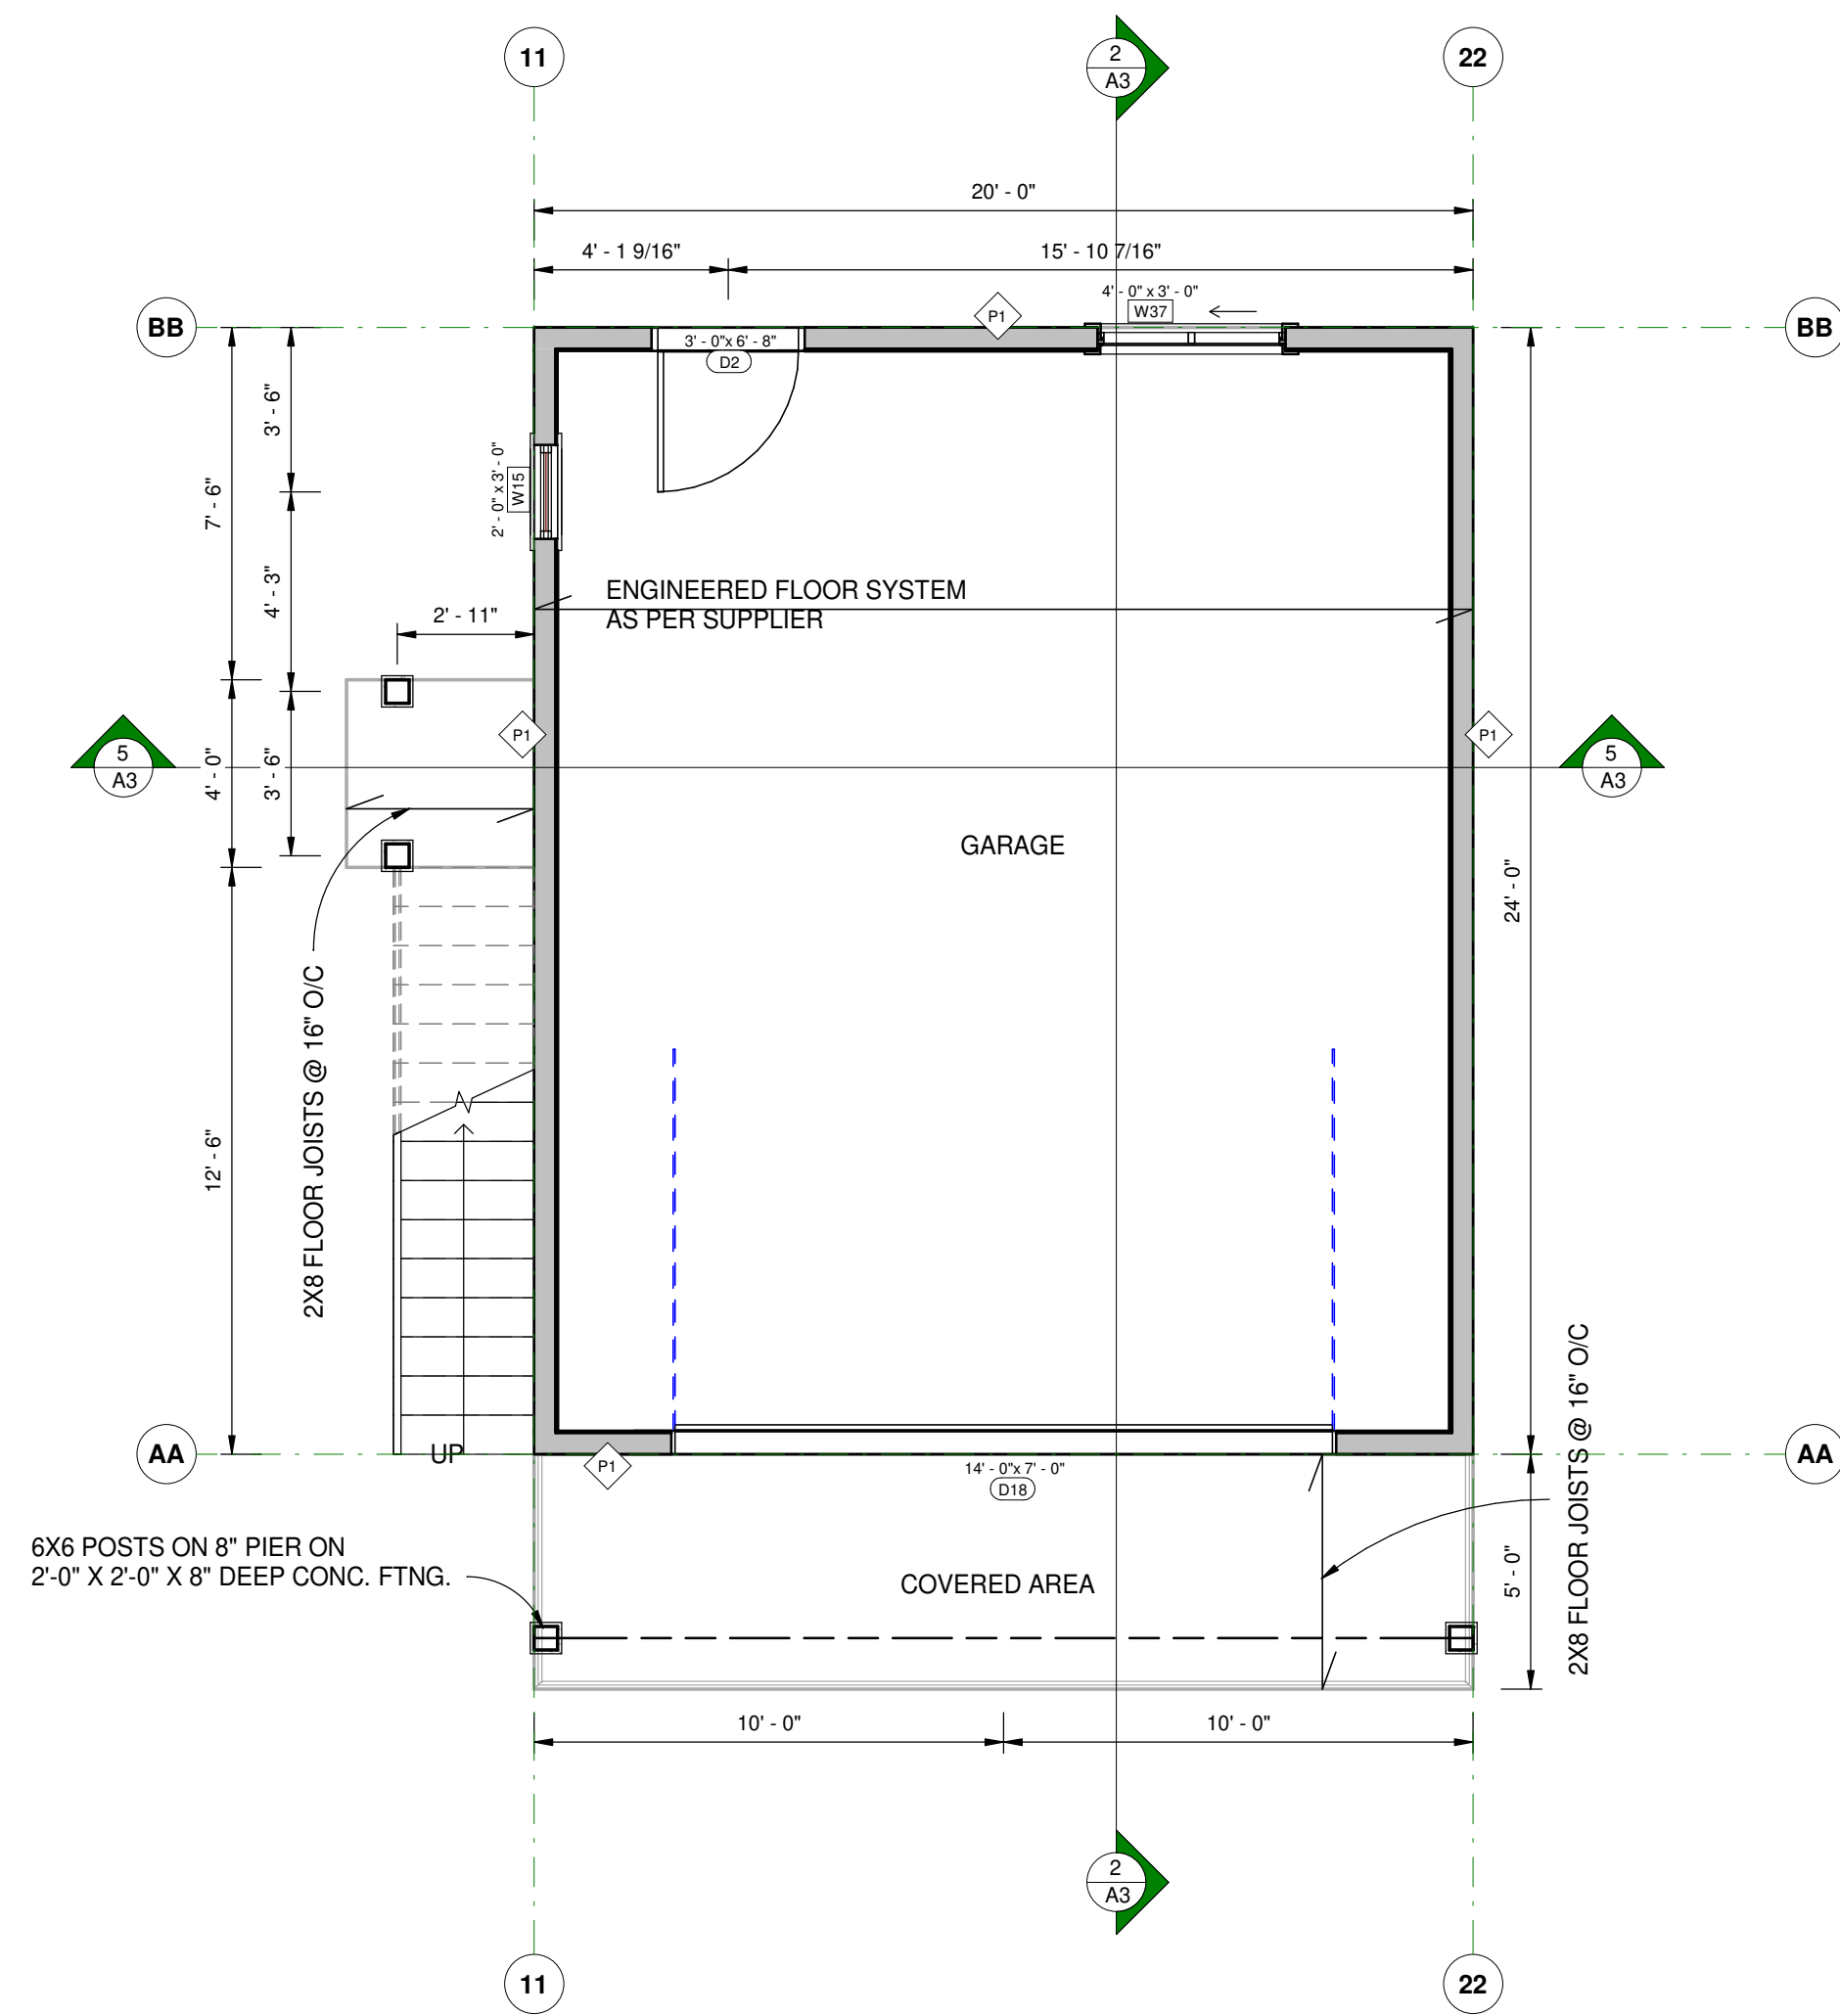 11
2
A3
22
20' - 0"
4' - 1 9/16"
15' - 10 7/16"
4' - 0" x 3' - 0"
W37
P1
BB
BB
3' - 0"x 6' - 8"
D2
3' - 6"
7' - 6"
2' - 0" x 3' - 0"
W15
4' - 3"
ENGINEERED FLOOR SYSTEM
AS PER SUPPLIER
2' - 11"
P1
P1
5
A3
5
A3
4' - 0"
3' - 6"
GARAGE
24' - 0"
2X8 FLOOR JOISTS @ 16" O/C
12' - 6"
2X8 FLOOR JOISTS @ 16" O/C
AA
UP
P1
14' - 0"x 7' - 0"
D18
AA
6X6 POSTS ON 8" PIER ON
2'-0" X 2'-0" X 8" DEEP CONC. FTNG.
COVERED AREA
5' - 0"
10' - 0"
10' - 0"
2
A3
11
22